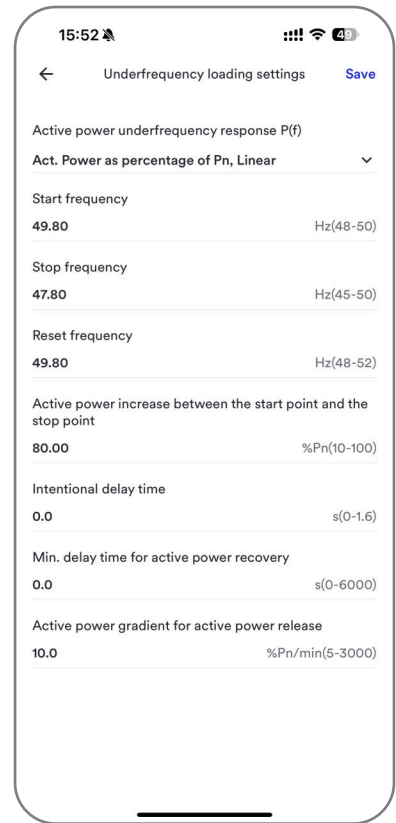 15:52
49
Underfrequency loading settings Save
Active power underfrequency response P(f)
Act. Power as percentage of Pn, Linear
Start frequency
49.80 Hz(48-50)
Stop frequency
47.80 Hz(45-50)
Reset frequency
49.80 Hz(48-52)
Active power increase between the start point and the
stop point
80.00 %Pn(10-100)
Intentional delay time
0.0 s(0-1.6)
Min. delay time for active power recovery
0.0 s(0-6000)
Active power gradient for active power release
10.0 %Pn/min(5-3000)